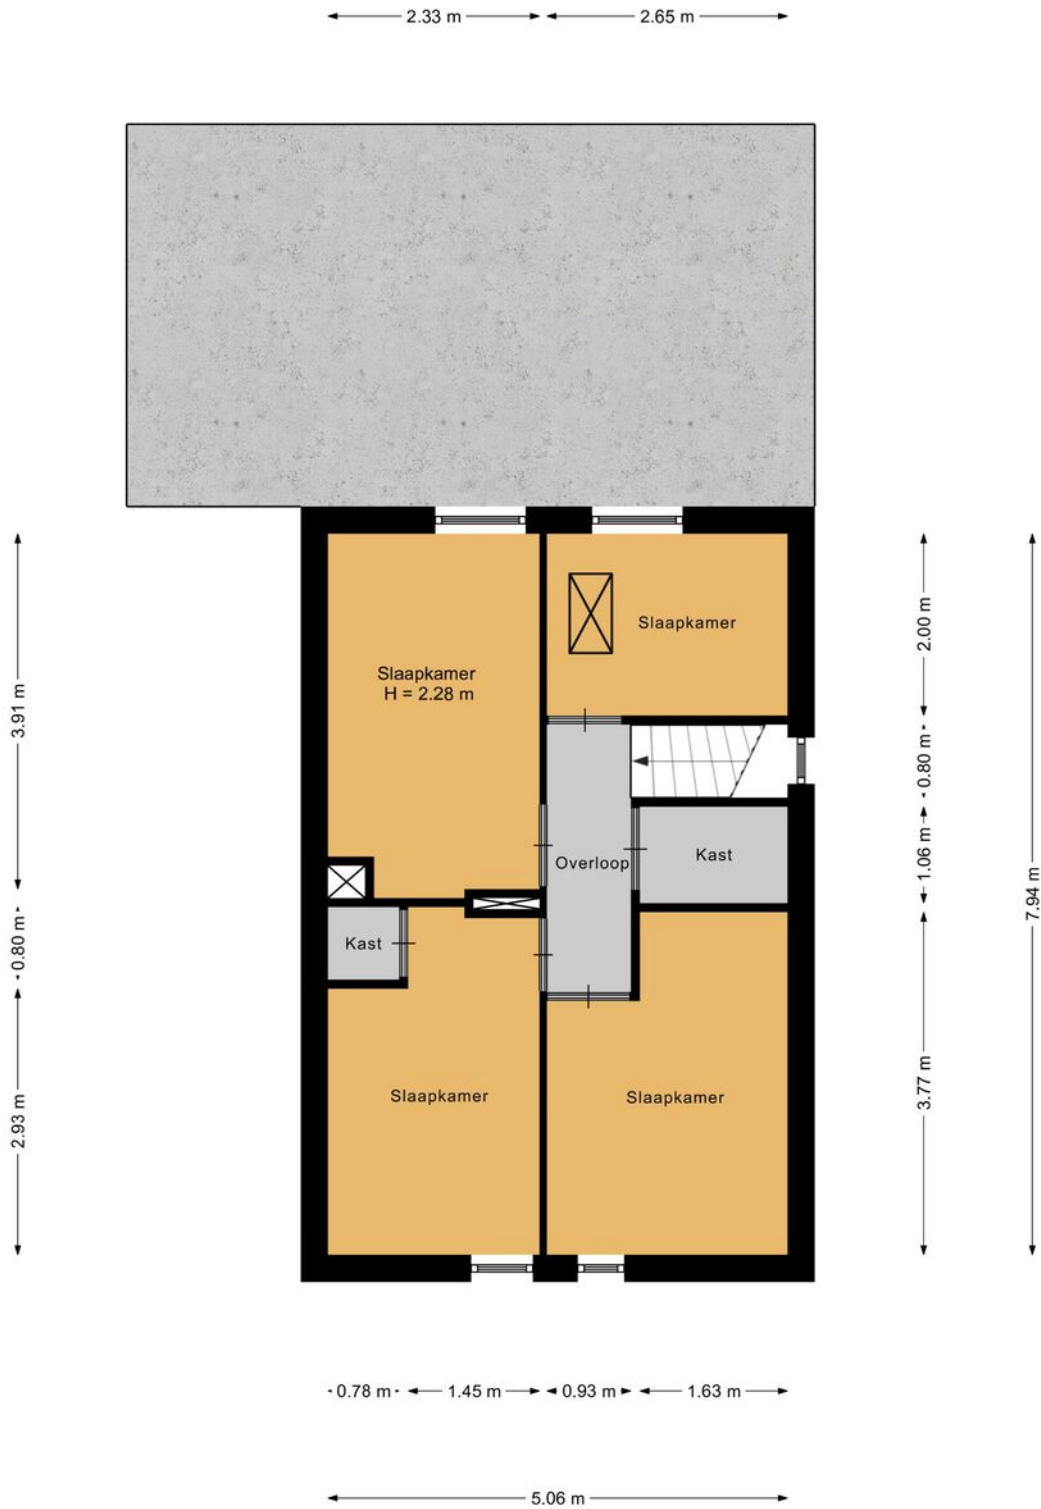 2.33 m
2.65 m
Slaapkamer
Slaapkamer
H = 2.28 m
3.91 m
2.00 m
0.80 m
Overloop
Kast
1.06 m
7.94 m
Kast
0.80 m
Slaapkamer
Slaapkamer
2.93 m
3.77 m
0.78 m
1.45 m
0.93 m
1.63 m
5.06 m